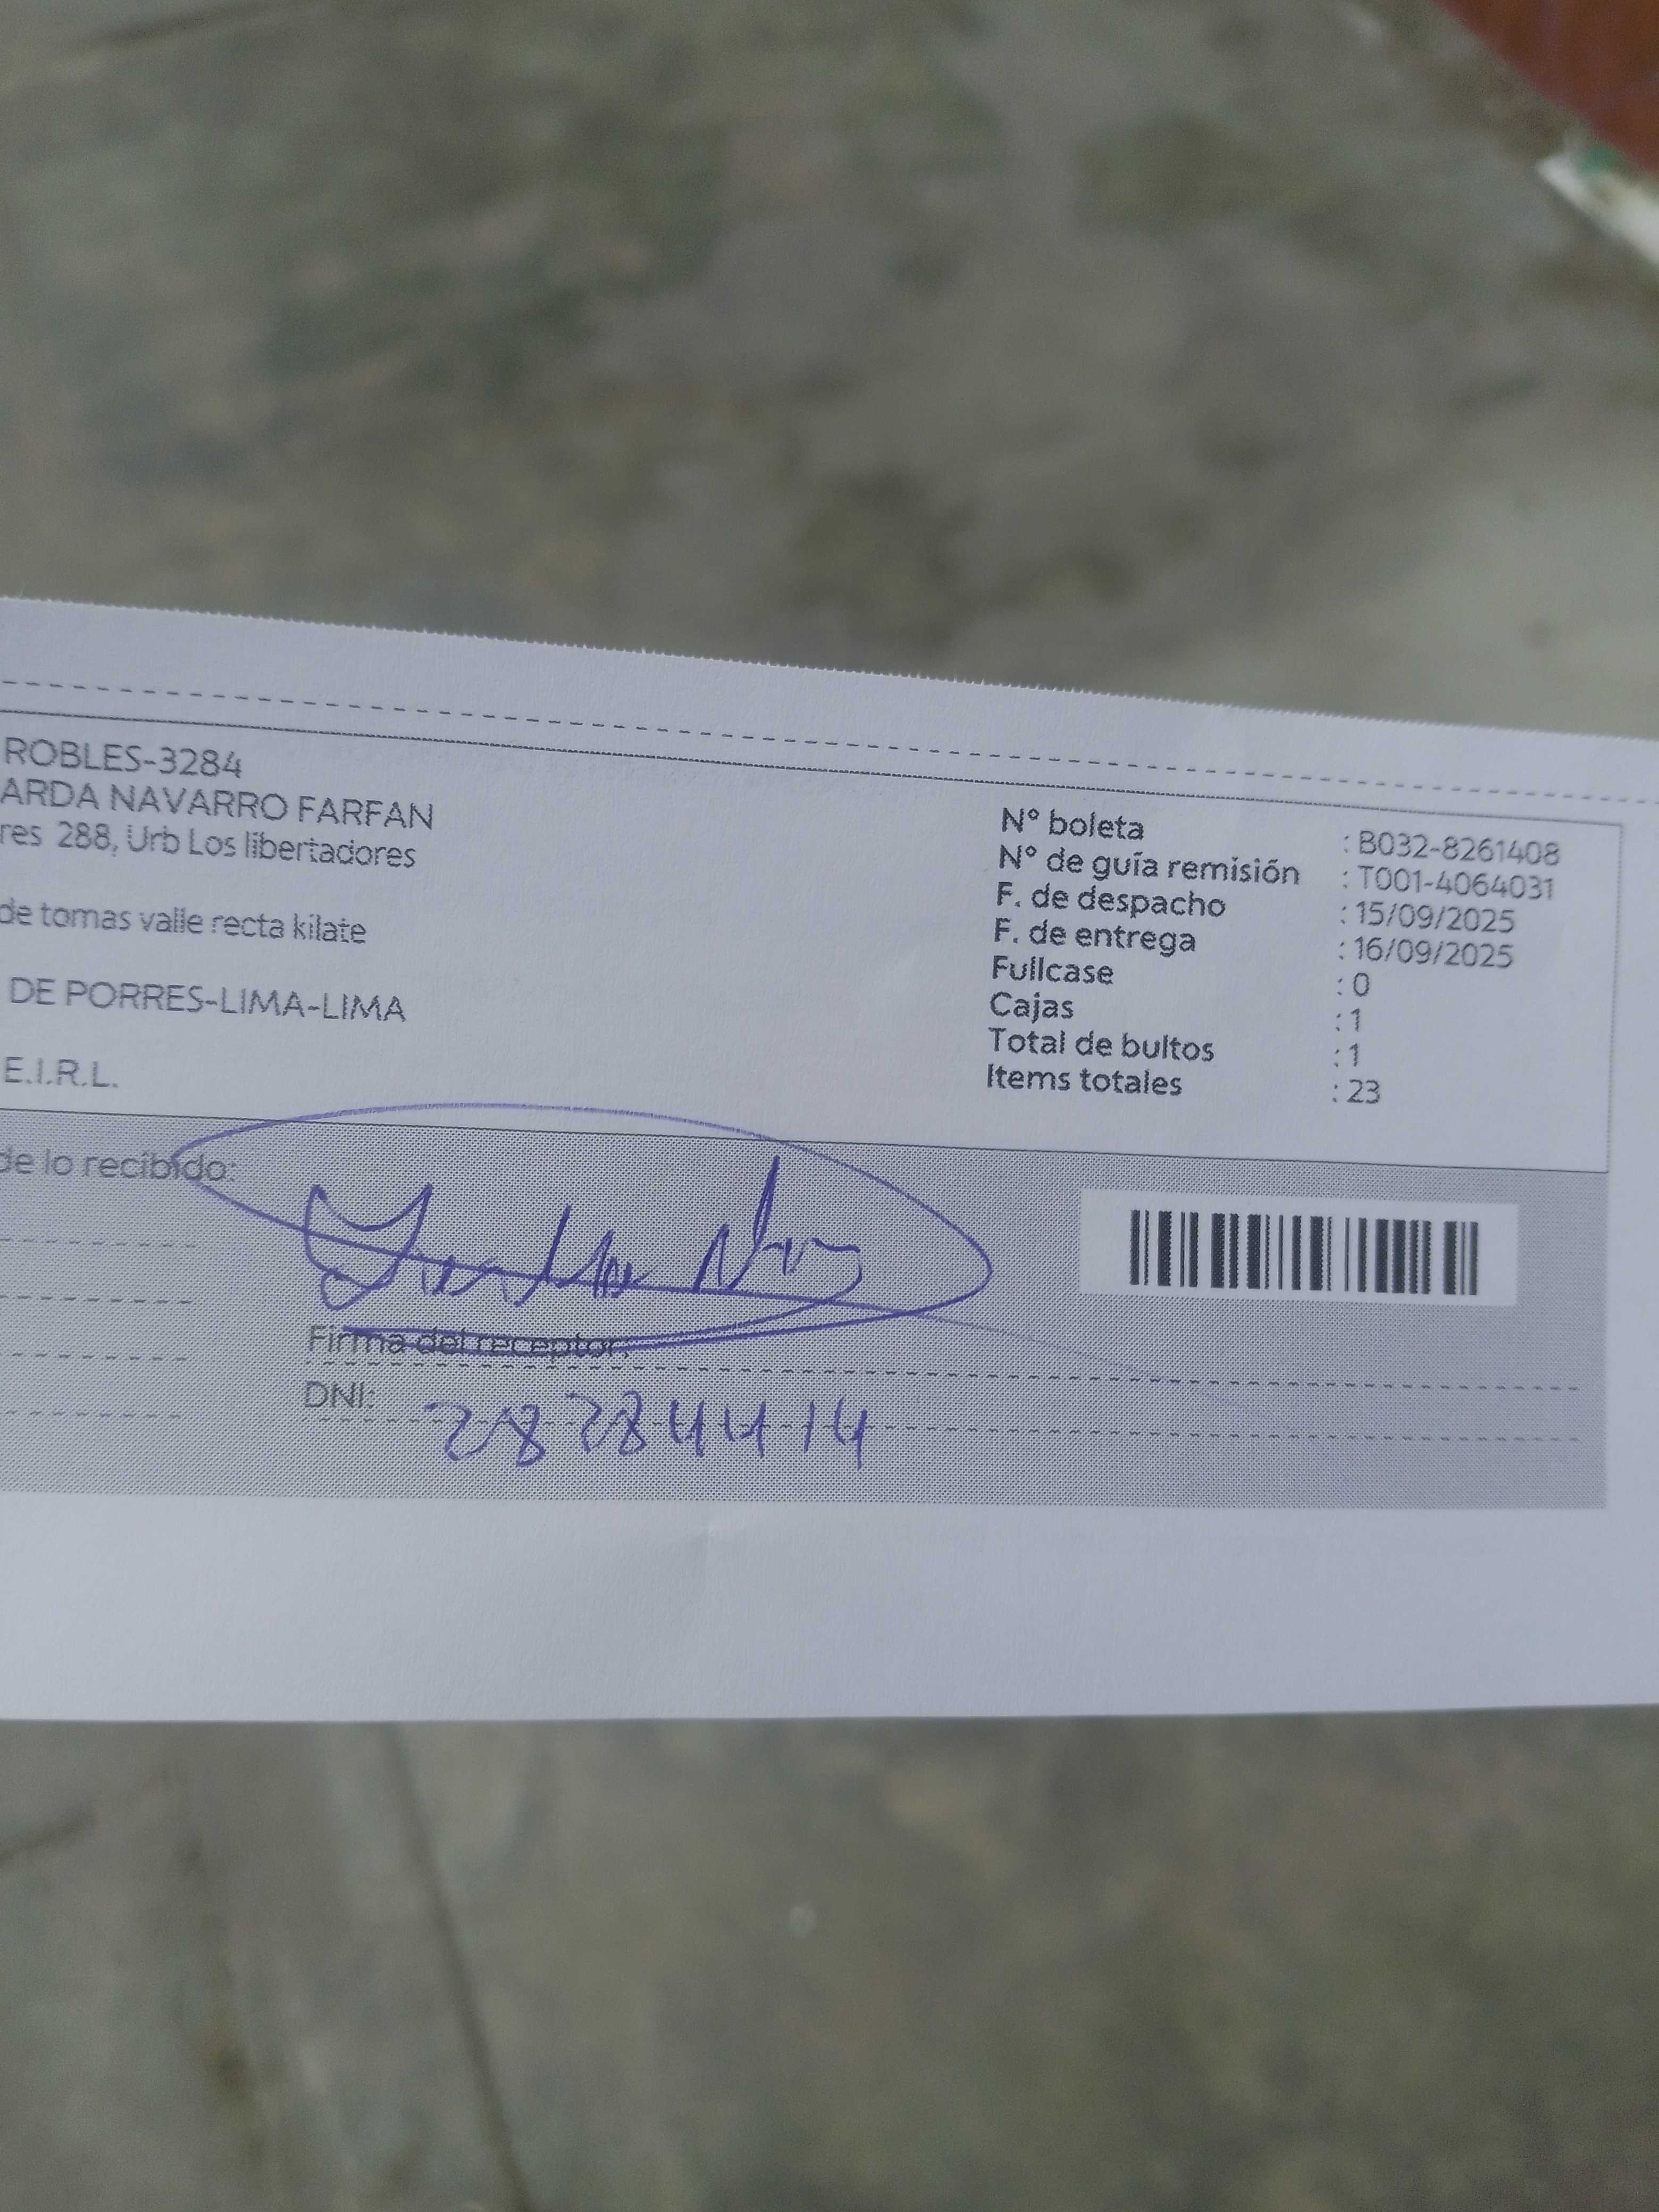 ROBLES-3284
ARDA NAVARRO FARFAN
res 288, Urb Los libertadores
de tomas valle recta kilate
DE PORRES-LIMA-LIMA
E.I.R.L.
N° boleta : B032-8261408
N° de guía remisión : T001-4064031
F. de despacho : 15/09/2025
F. de entrega : 16/09/2025
Fullcase : 0
Cajas : 1
Total de bultos : 1
Items totales : 23
de lo recibido:
Firma del receptor:
DNI: 28284414